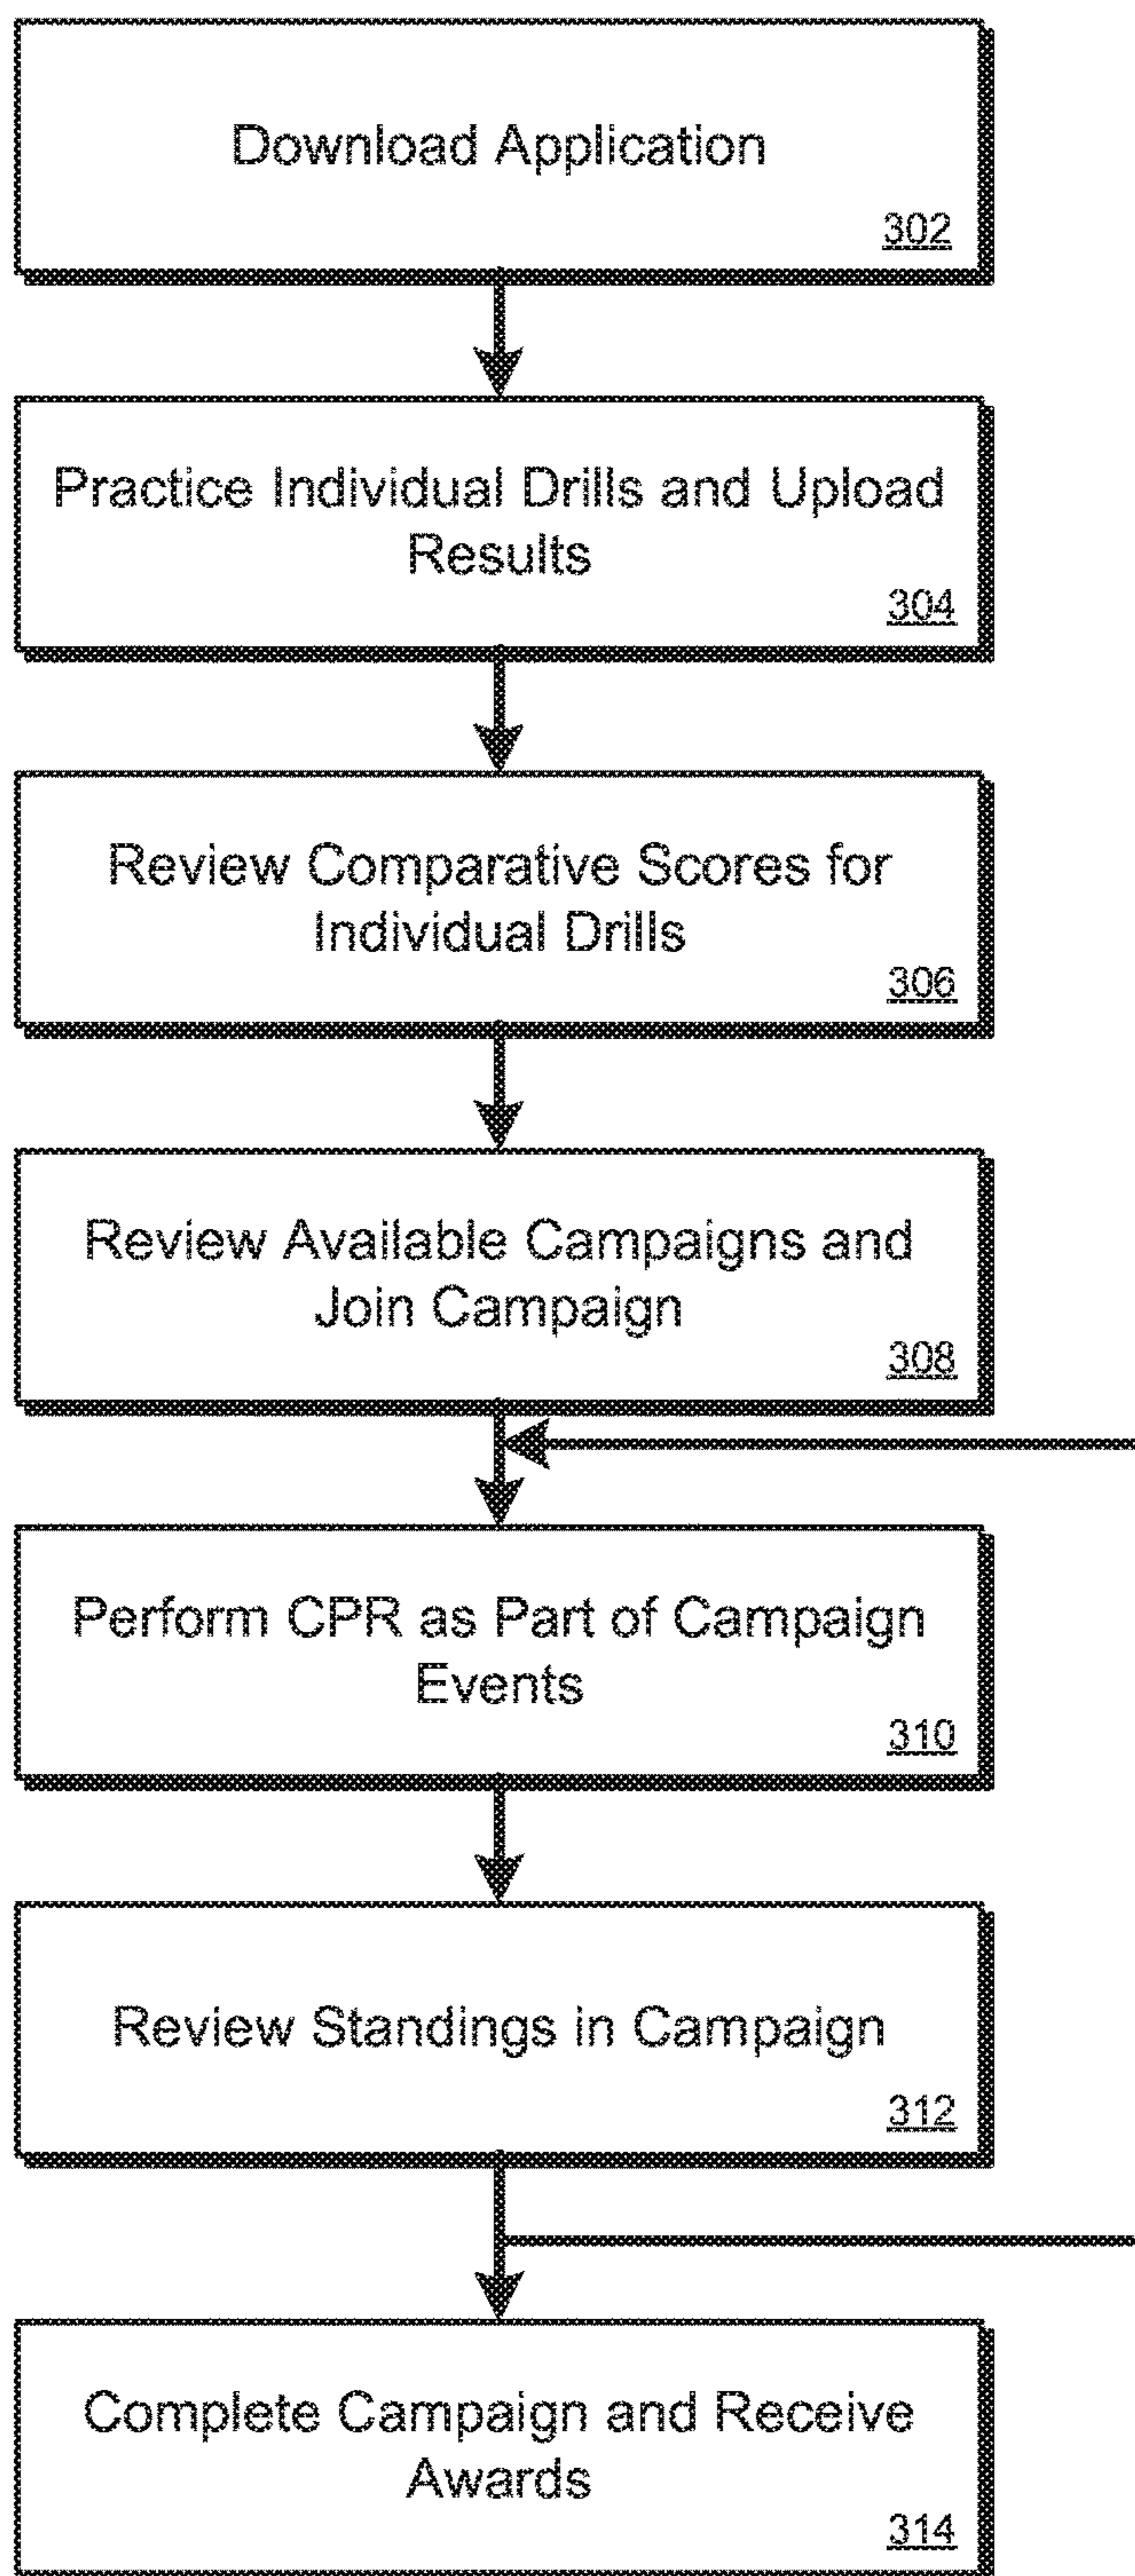 Download Application
302
Practice Individual Drills and Upload
Results
304
Review Comparative Scores for
Individual Drills
306
Review Available Campaigns and
Join Campaign
308
Perform CPR as Part of Campaign
Events
310
Review Standings in Campaign
312
Complete Campaign and Receive
Awards
314